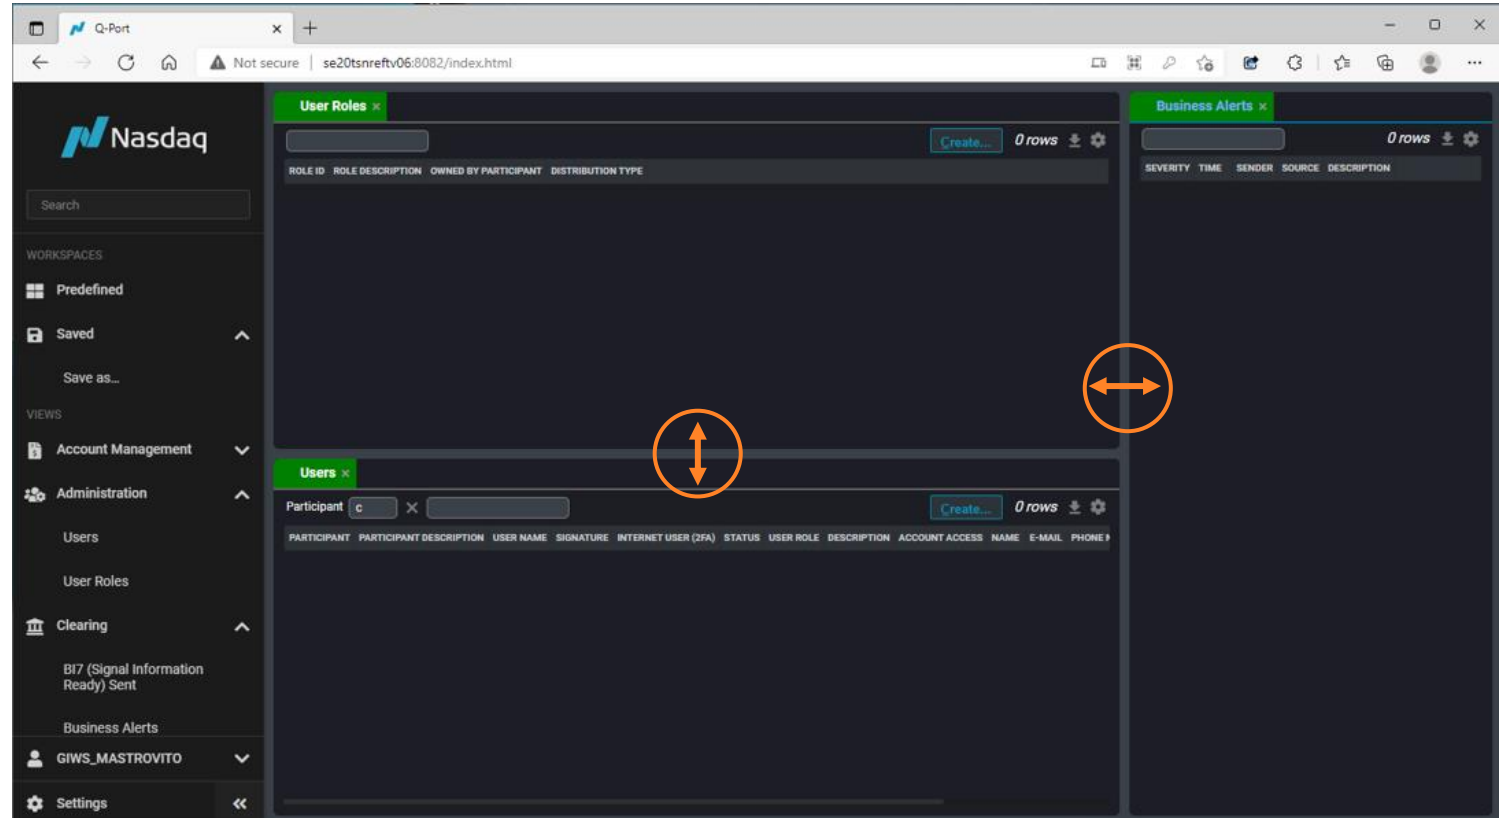 Q-Port
Not secure se20tsnreftv06:8082/index.html
Nasdaq
Search
WORKSPACES
Predefined
Saved
Save as...
VIEWS
Account Management
Administration
Users
User Roles
Clearing
BI7 (Signal Information
Ready) Sent
Business Alerts
GIWS_MASTROVITO
Settings
User Roles
Create... 0 rows
ROLE ID ROLE DESCRIPTION OWNED BY PARTICIPANT DISTRIBUTION TYPE
Users
Participant c Create... 0 rows
PARTICIPANT PARTICIPANT DESCRIPTION USER NAME SIGNATURE INTERNET USER (2FA) STATUS USER ROLE DESCRIPTION ACCOUNT ACCESS NAME E-MAIL PHONE
Business Alerts
0 rows
SEVERITY TIME SENDER SOURCE DESCRIPTION